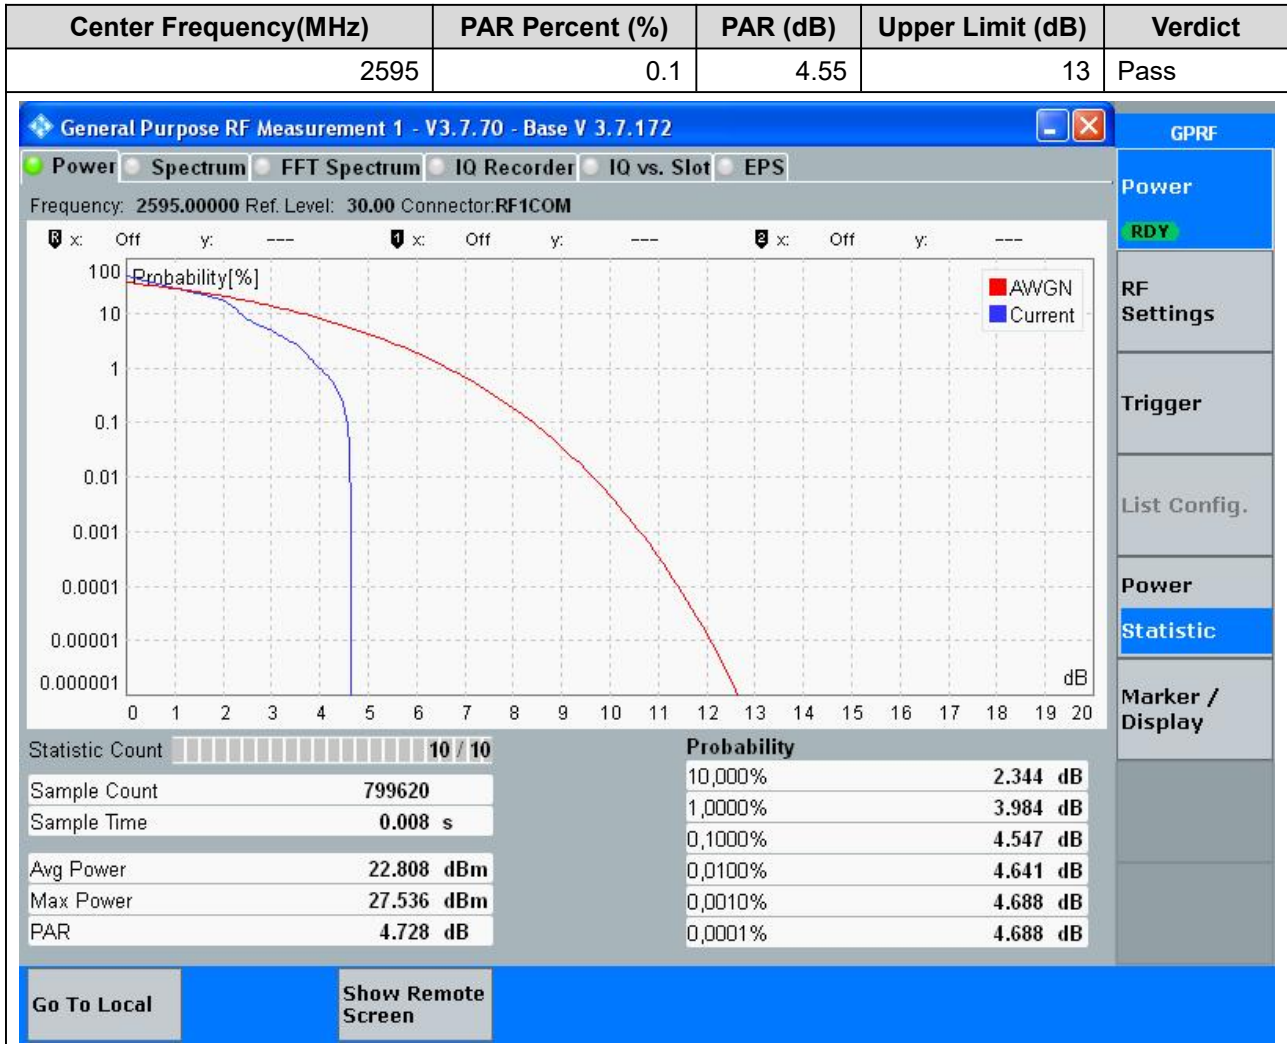 Center Frequency(MHz) PAR Percent (%) PAR (dB) Upper Limit (dB) Verdict
2595 0.1 4.55 13 Pass
General Purpose RF Measurement 1 - V3.7.70 - Base V 3.7.172
GPRF
Power Spectrum FFT Spectrum IQ Recorder IQ vs. Slot EPS
Frequency: 2595.00000 Ref. Level: 30.00 Connector:RF1COM
R x: Off y: --- 1 x: Off y: --- 2 x: Off y: ---
Probability[%]
AWGN
Current
100
10
1
0.1
0.01
0.001
0.0001
0.00001
0.000001
dB
0 1 2 3 4 5 6 7 8 9 10 11 12 13 14 15 16 17 18 19 20
Statistic Count 10 / 10
Sample Count 799620
Sample Time 0.008 s
Avg Power 22.808 dBm
Max Power 27.536 dBm
PAR 4.728 dB
Probability
10,000% 2.344 dB
1,0000% 3.984 dB
0,1000% 4.547 dB
0,0100% 4.641 dB
0,0010% 4.688 dB
0,0001% 4.688 dB
Power
RDY
RF
Settings
Trigger
List Config.
Power
Statistic
Marker /
Display
Go To Local
Show Remote
Screen